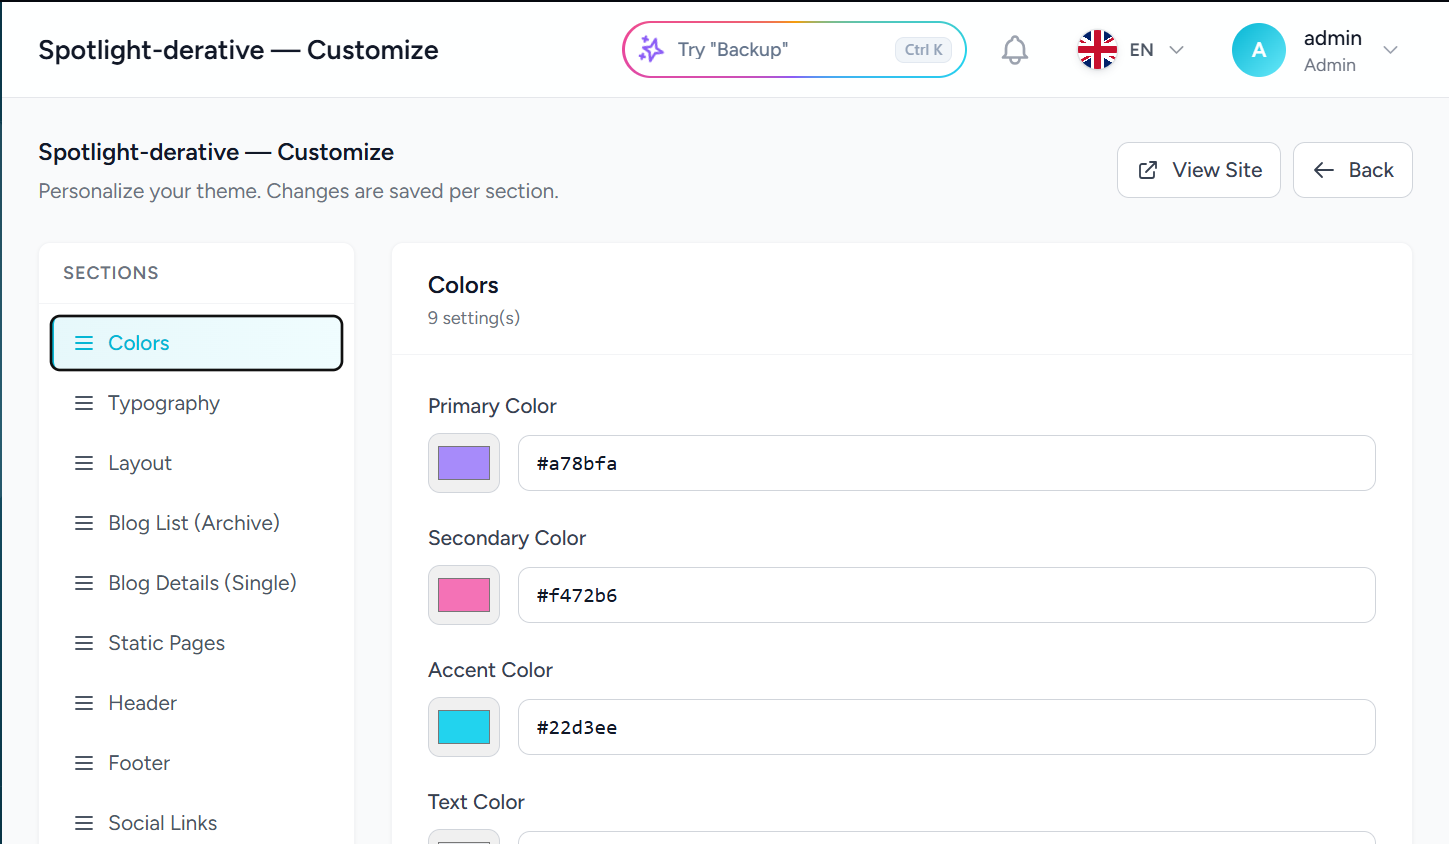 Spotlight-derative — Customize
Try "Backup"
Ctrl K
EN
A
admin
Admin
Spotlight-derative — Customize
Personalize your theme. Changes are saved per section.
View Site
Back
SECTIONS
Colors
Typography
Layout
Blog List (Archive)
Blog Details (Single)
Static Pages
Header
Footer
Social Links
Colors
9 setting(s)
Primary Color
#a78bfa
Secondary Color
#f472b6
Accent Color
#22d3ee
Text Color